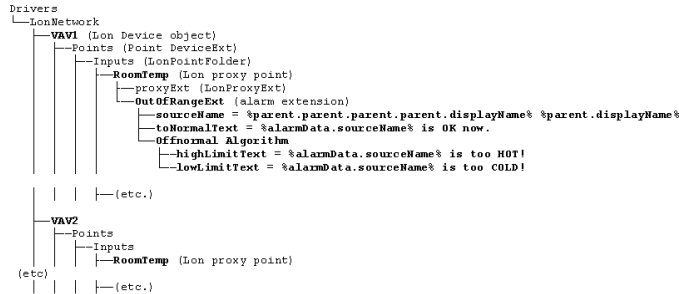 Drivers
LonNetwork
VAV1 (Lon Device object)
Points (Point DeviceExt)
Inputs (LonPointFolder)
RoomTemp (Lon proxy point)
proxyExt (LonProxyExt)
OutOfRangeExt (alarm extension)
sourceName = %parent.parent.parent.parent.displayName% %parent.displayName%
toNormalText = %alarmData.sourceName% is OK now.
Offnormal Algorithm
highLimitText = %alarmData.sourceName% is too HOT!
lowLimitText = %alarmData.sourceName% is too COLD!
(etc.)
VAV2
Points
Inputs
RoomTemp (Lon proxy point)
(etc)
(etc.)